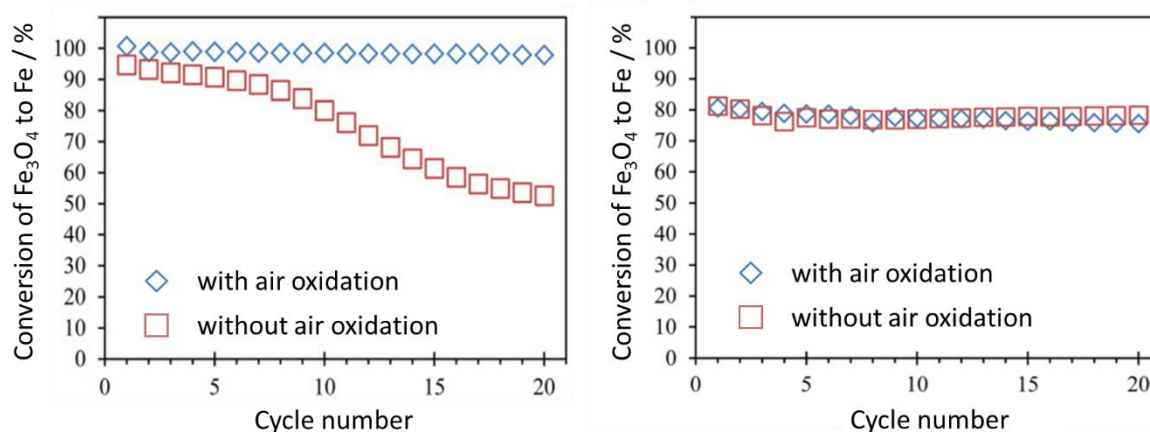 Conversion of Fe₃O₄ to Fe / %
100
90
80
70
60
50
40
30
20
10
0
with air oxidation
without air oxidation
0 5 10 15 20
Cycle number
Conversion of Fe₃O₄ to Fe / %
100
90
80
70
60
50
40
30
20
10
0
with air oxidation
without air oxidation
0 5 10 15 20
Cycle number